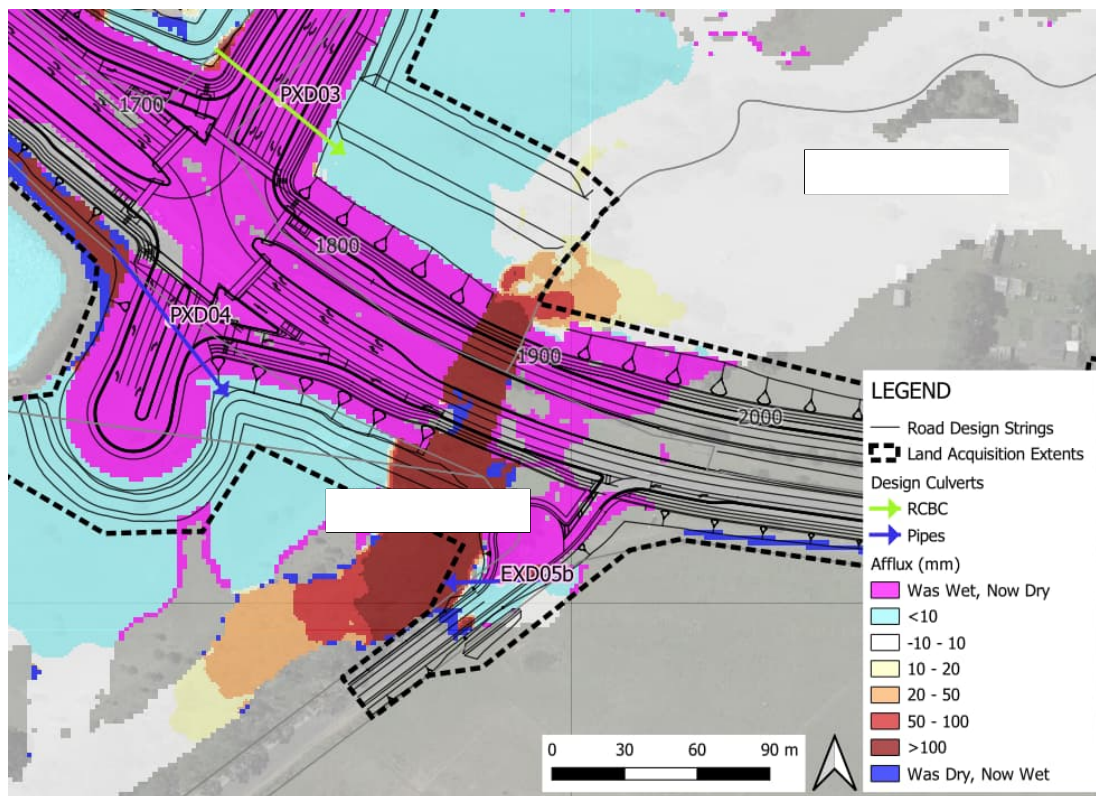 1700
PXD03
1800
PXD04
1900
2000
EXD05b
LEGEND
Road Design Strings
Land Acquisition Extents
Design Culverts
RCBC
Pipes
Afflux (mm)
Was Wet, Now Dry
<10
-10 - 10
10 - 20
20 - 50
50 - 100
>100
Was Dry, Now Wet
0 30 60 90 m